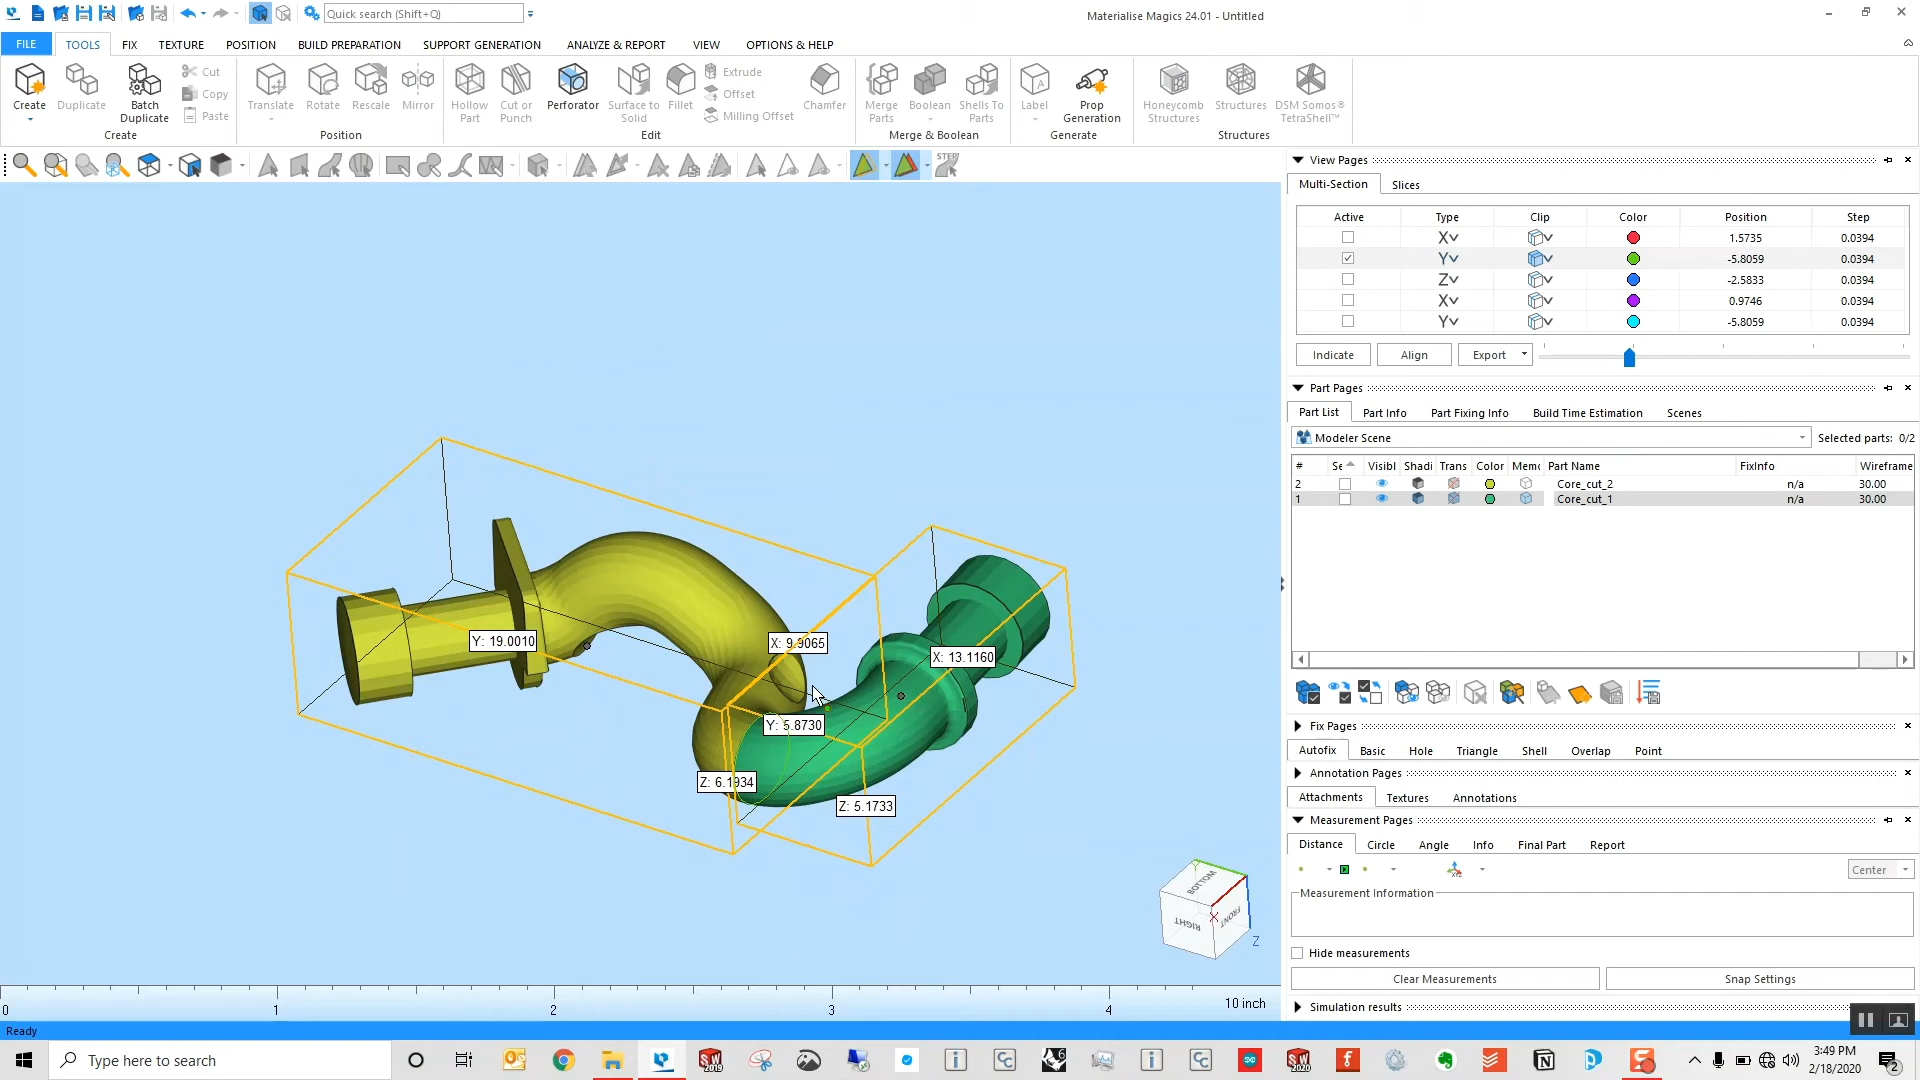 Quick search (Shift+Q)
Materialise Magics 24.01 - Untitled
FILE TOOLS FIX TEXTURE POSITION BUILD PREPARATION SUPPORT GENERATION ANALYZE & REPORT VIEW OPTIONS & HELP
Create
Duplicate
Batch Duplicate
Cut
Copy
Paste
Translate
Rotate
Rescale
Mirror
Hollow Part
Cut or Punch
Perforator
Surface to Solid
Fillet
Extrude
Offset
Milling Offset
Chamfer
Merge Parts
Boolean
Shells To Parts
Label
Prop Generation
Honeycomb Structures
Structures
DSM Somos® TetraShell™
Create Position Edit Merge & Boolean Generate Structures
STEP
View Pages
Multi-Section Slices
Active Type Clip Color Position Step
X 1.5735 0.0394
Y -5.8059 0.0394
Z -2.5833 0.0394
X 0.9746 0.0394
Y -5.8059 0.0394
Indicate Align Export
Part Pages
Part List Part Info Part Fixing Info Build Time Estimation Scenes
Modeler Scene Selected parts: 0/2
# Se Visibl Shadi Trans Color Memo Part Name FixInfo Wireframe
2 Core_cut_2 n/a 30.00
1 Core_cut_1 n/a 30.00
Y: 19.0010
X: 9.9065
X: 13.1160
Y: 5.8730
Z: 6.1934
Z: 5.1733
BOTTOM
RIGHT
FRONT
X
Z
Fix Pages
Autofix Basic Hole Triangle Shell Overlap Point
Annotation Pages
Attachments Textures Annotations
Measurement Pages
Distance Circle Angle Info Final Part Report
XYZ
Center
Measurement Information
Hide measurements
Clear Measurements Snap Settings
Simulation results
0 1 2 3 4 10 inch
Ready
Type here to search
3:49 PM
2/18/2020
2